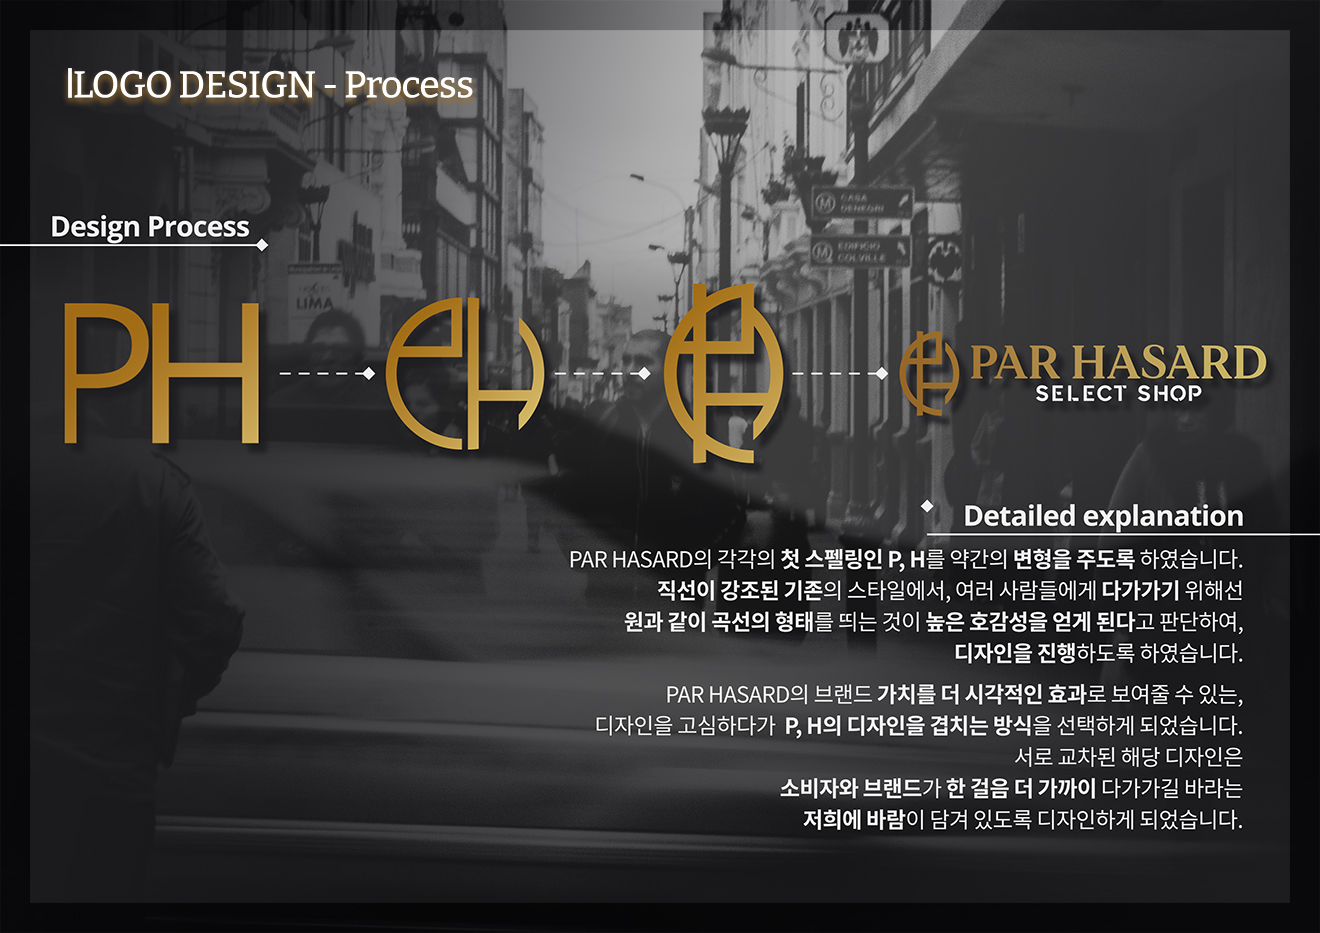 LOGO DESIGN - Process
CASA
DENEGRI
EDIFICIO
COLVILLE
Design Process
LIMA
PH
PH
PH
PAR HASARD
SELECT SHOP
Detailed explanation
PAR HASARD의 각각의 첫 스펠링인 P, H를 약간의 변형을 주도록 하였습니다.
직선이 강조된 기존의 스타일에서, 여러 사람들에게 다가가기 위해선
원과 같이 곡선의 형태를 띄는 것이 높은 호감성을 얻게 된다고 판단하여,
디자인을 진행하도록 하였습니다.
PAR HASARD의 브랜드 가치를 더 시각적인 효과로 보여줄 수 있는,
디자인을 고심하다가 P, H의 디자인을 겹치는 방식을 선택하게 되었습니다.
서로 교차된 해당 디자인은
소비자와 브랜드가 한 걸음 더 가까이 다가가길 바라는
저희에 바람이 담겨 있도록 디자인하게 되었습니다.